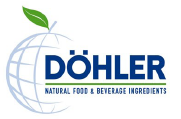 DÖHLER
NATURAL FOOD & BEVERAGE INGREDIENTS